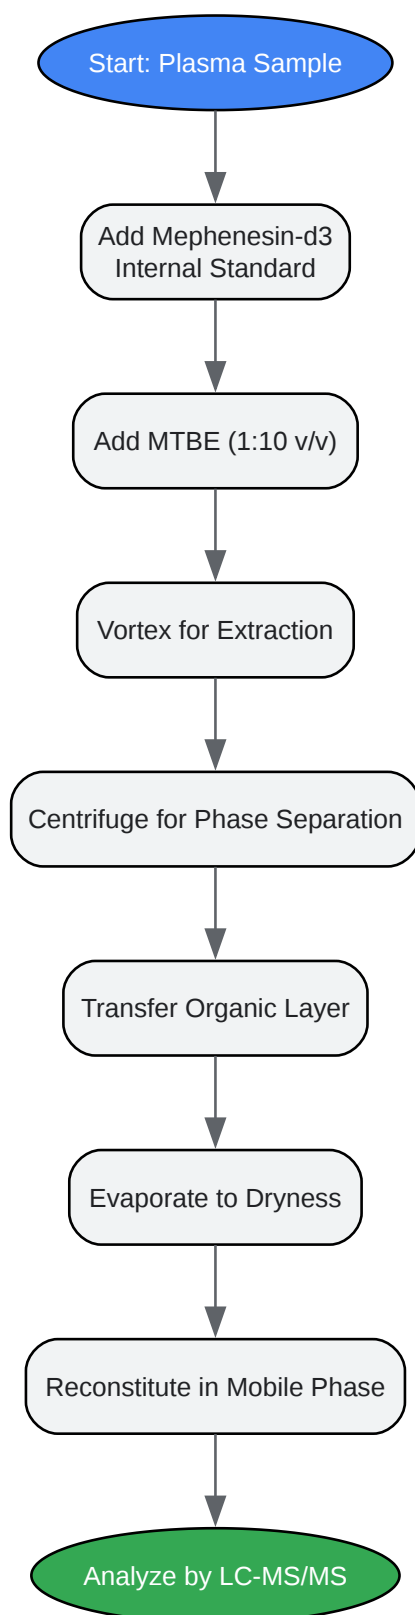 Start: Plasma Sample
Add Mephenesin-d3
Internal Standard
Add MTBE (1:10 v/v)
Vortex for Extraction
Centrifuge for Phase Separation
Transfer Organic Layer
Evaporate to Dryness
Reconstitute in Mobile Phase
Analyze by LC-MS/MS